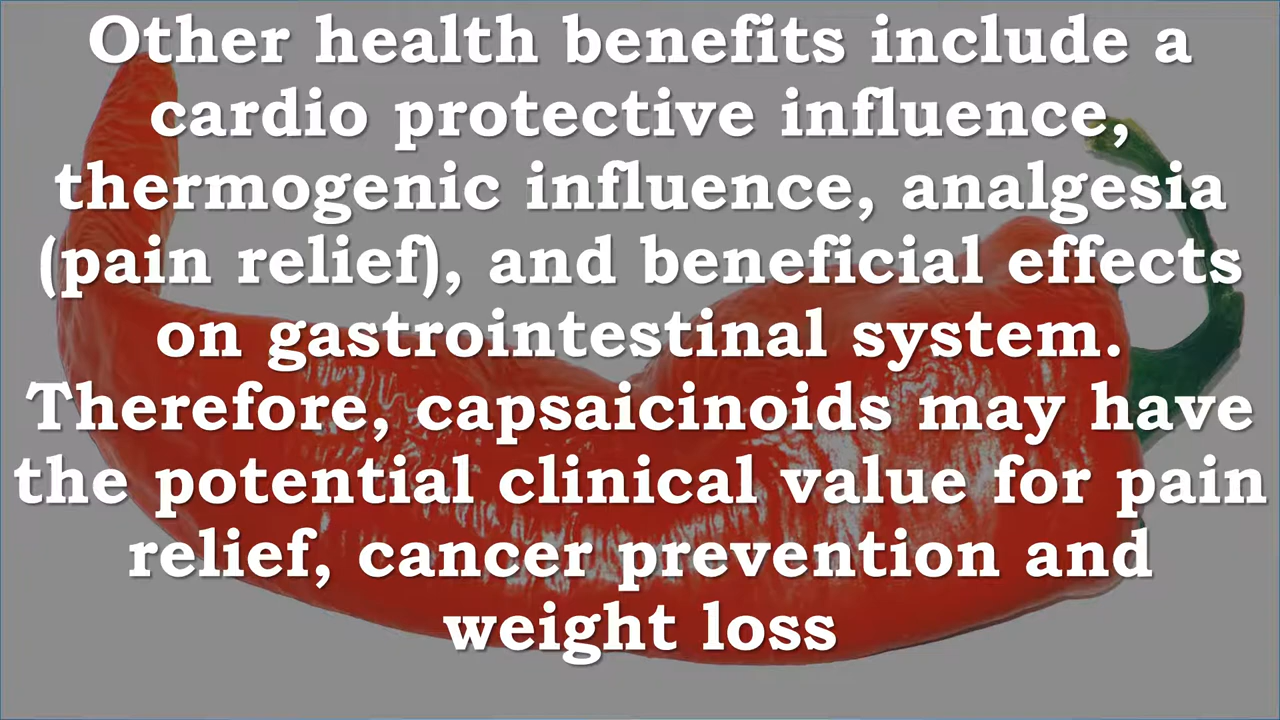 Other health benefits include a
cardio protective influence,
thermogenic influence, analgesia
(pain relief), and beneficial effects
on gastrointestinal system.
Therefore, capsaicinoids may have
the potential clinical value for pain
relief, cancer prevention and
weight loss